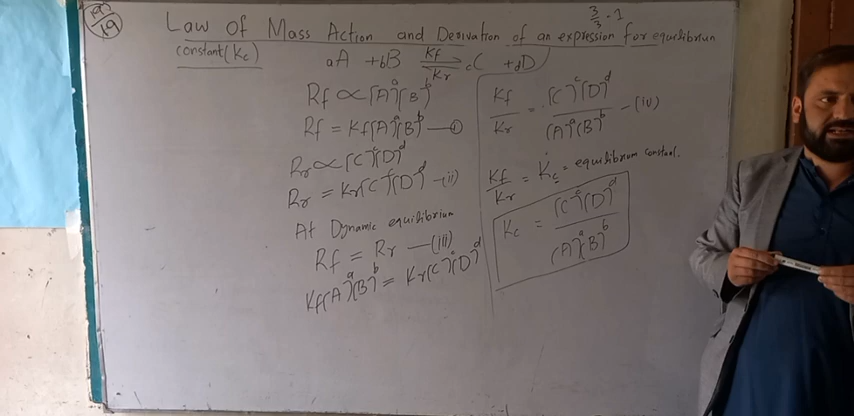 19
Law Of Mass Action and Derivation of an expression for equilibrium
constant (Kc)
aA + bB ⇌ cC + dD
Kf
Kr
Rf ∝ [A]ᵃ[B]ᵇ
Rf = Kf[A]ᵃ[B]ᵇ —(i)
Rr ∝ [C]ᶜ[D]ᵈ
Rr = Kr[C]ᶜ[D]ᵈ —(ii)
At Dynamic equilibrium
Rf = Rr —(iii)
Kf[A]ᵃ[B]ᵇ = Kr[C]ᶜ[D]ᵈ
3/3 = 1
Kf/Kr = [C]ᶜ[D]ᵈ/[A]ᵃ[B]ᵇ —(iv)
Kf/Kr = Kc = equilibrium constant.
Kc = [C]ᶜ[D]ᵈ/[A]ᵃ[B]ᵇ